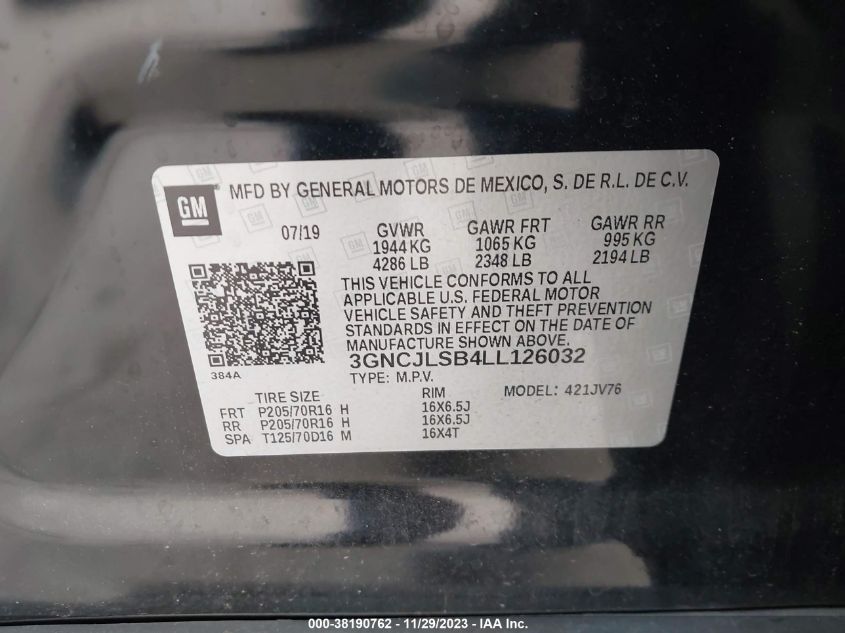 GM
MFD BY GENERAL MOTORS DE MEXICO, S. DE R.L. DE C.V.
07/19 GVWR GAWR FRT GAWR RR
1944 KG 1065 KG 995 KG
4286 LB 2348 LB 2194 LB
THIS VEHICLE CONFORMS TO ALL
APPLICABLE U.S. FEDERAL MOTOR
VEHICLE SAFETY AND THEFT PREVENTION
STANDARDS IN EFFECT ON THE DATE OF
MANUFACTURE SHOWN ABOVE.
384A
3GNCJLSB4LL126032
TYPE: M.P.V. MODEL: 421JV76
TIRE SIZE RIM
FRT P205/70R16 H 16X6.5J
RR P205/70R16 H 16X6.5J
SPA T125/70D16 M 16X4T
000-38190762 - 11/29/2023 - IAA Inc.